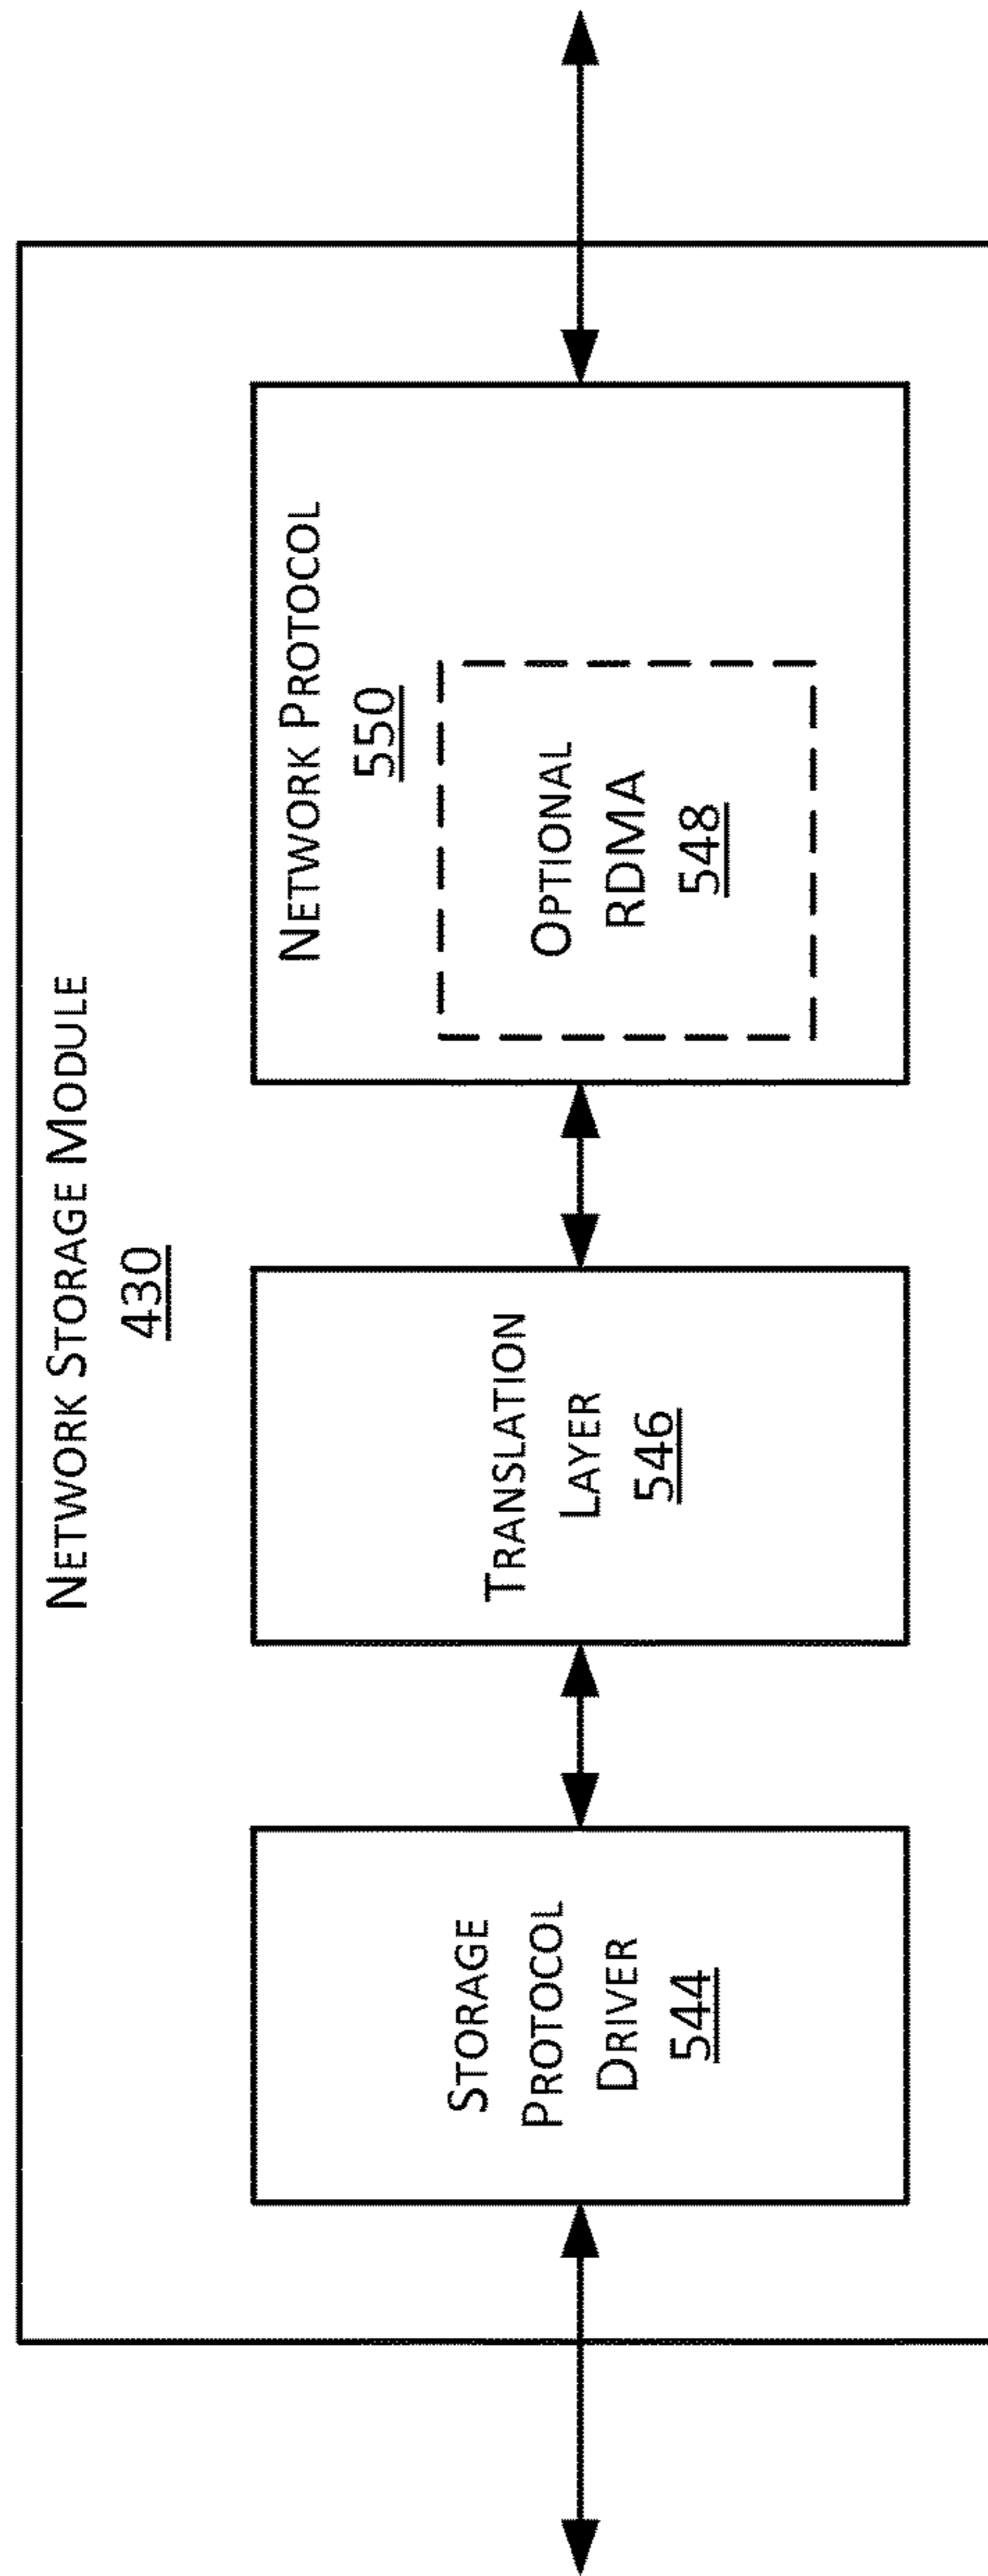 NETWORK STORAGE MODULE
430
STORAGE
PROTOCOL
DRIVER
544
TRANSLATION
LAYER
546
NETWORK PROTOCOL
550
OPTIONAL
RDMA
548